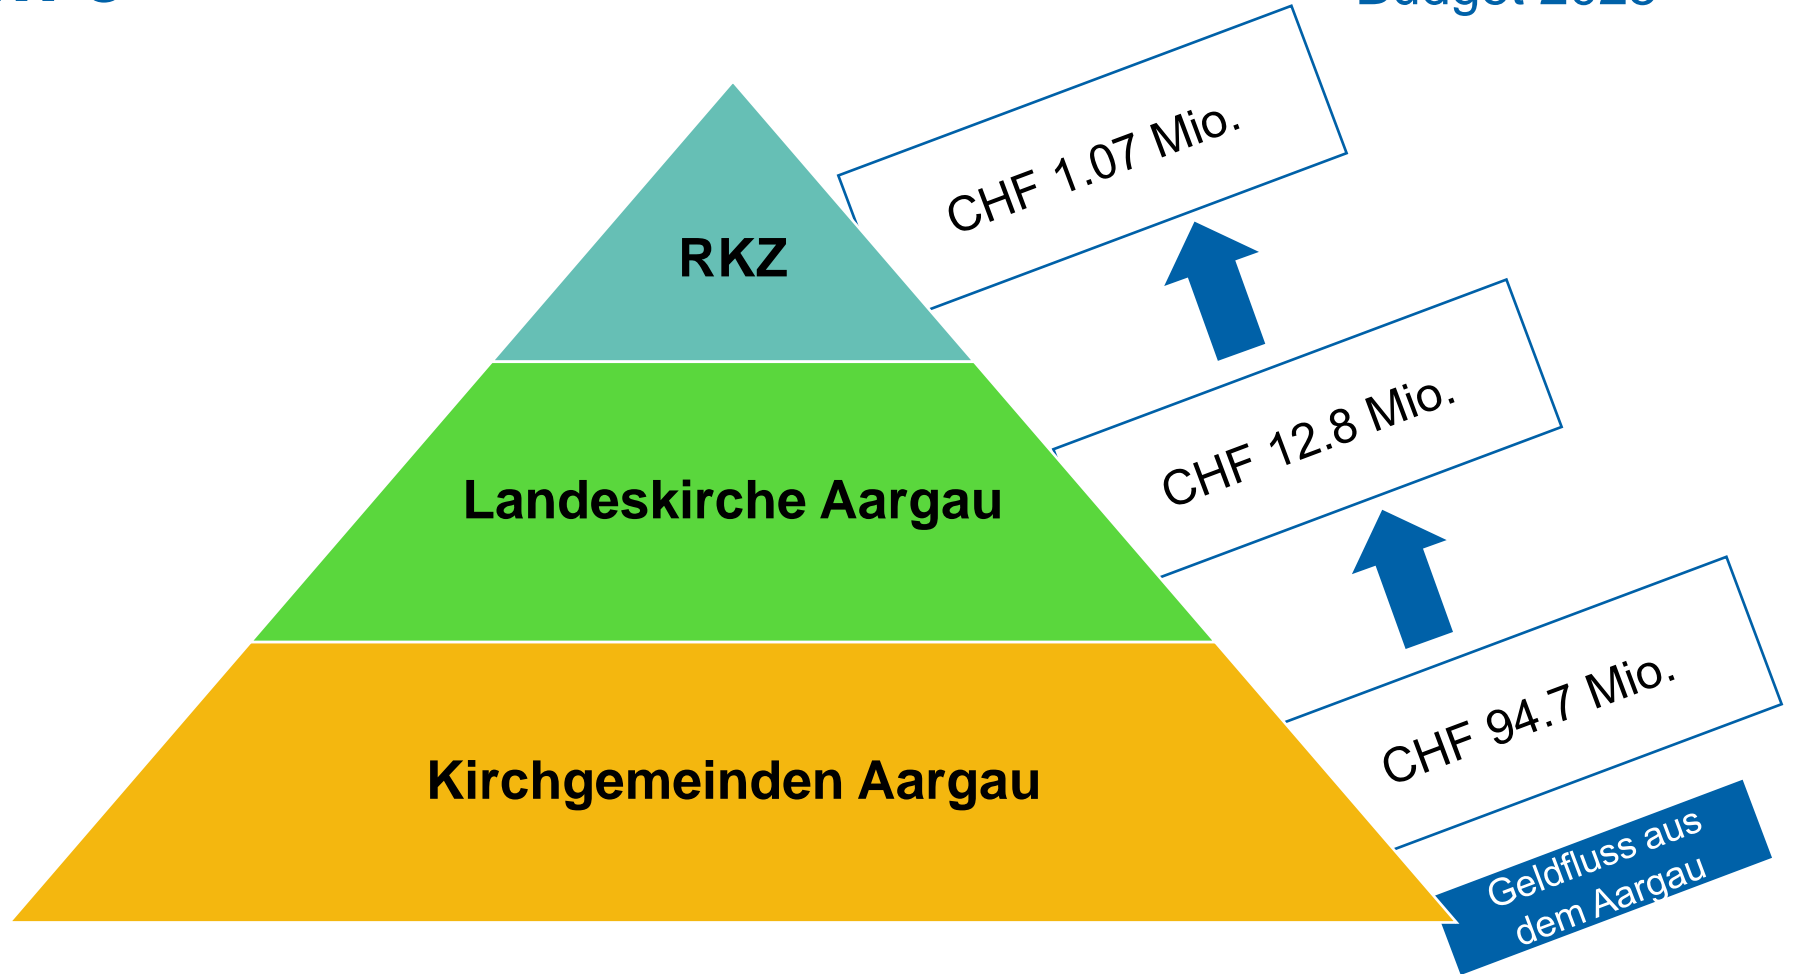 CHF 1.07 Mio.
RKZ
CHF 12.8 Mio.
Landeskirche Aargau
CHF 94.7 Mio.
Kirchgemeinden Aargau
Geldfluss aus
dem Aargau